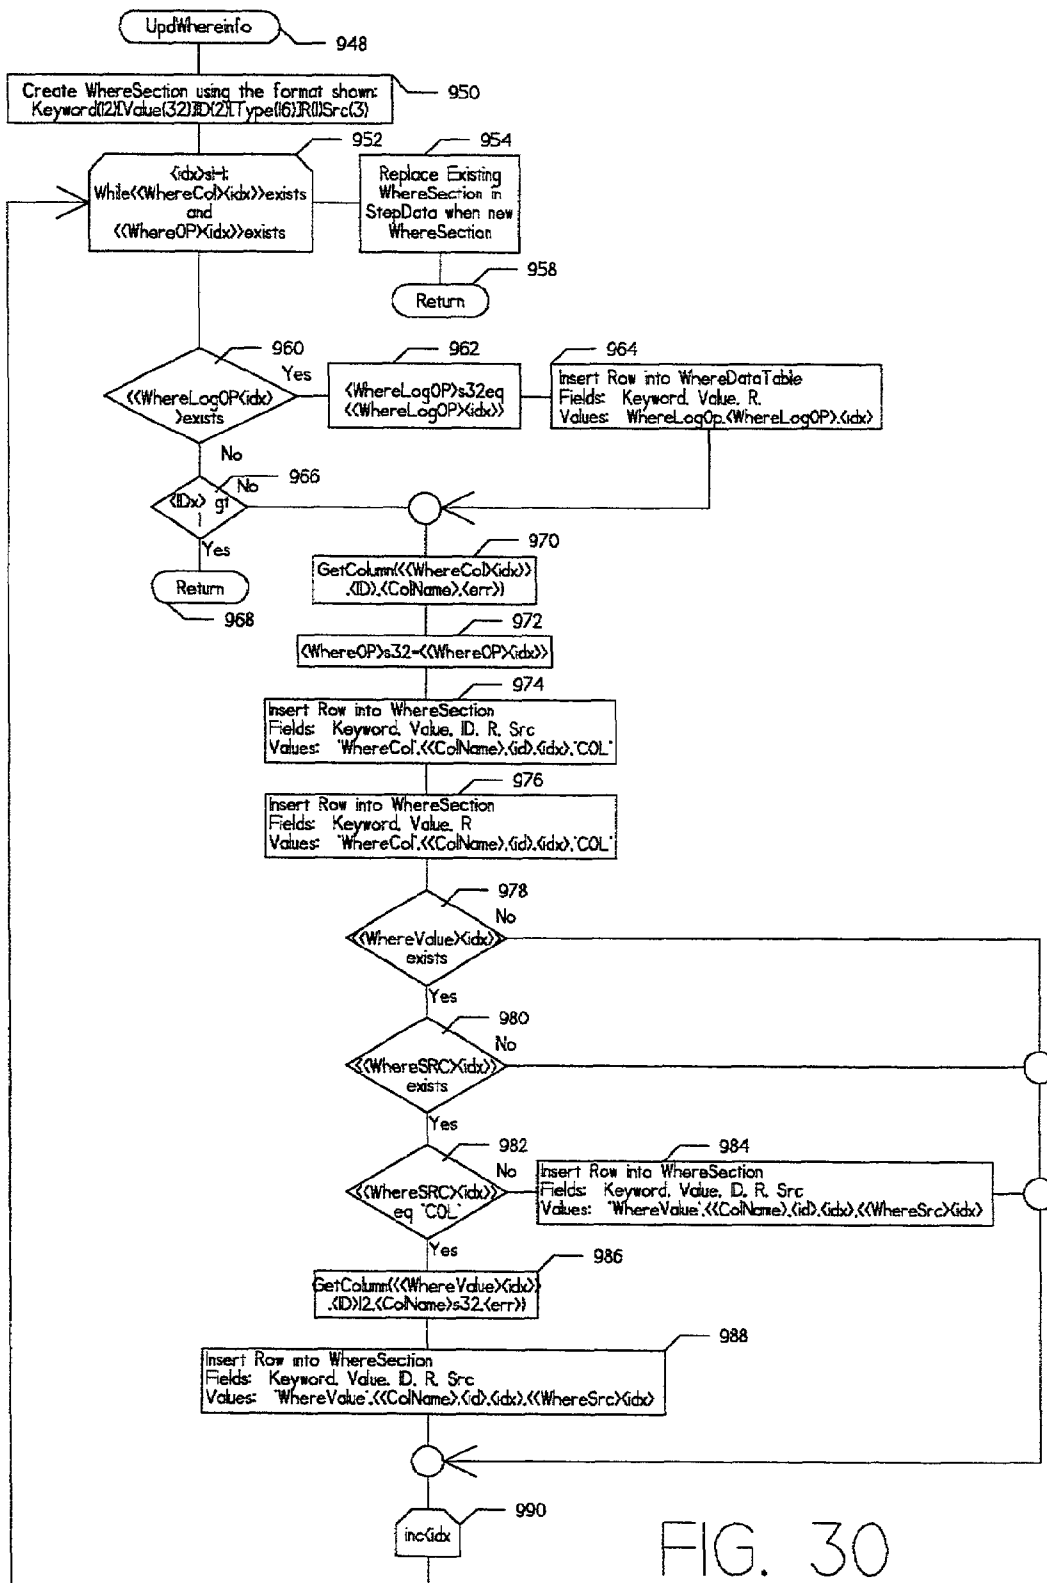 UpdWhereinfo
948
Create WhereSection using the format shown:
950
Keyword(12)[Value(32)]ID(2)[Type(16)]R(1)Src(3)
952
954
<idx>si=1;
While<<WhereCol><idx>>exists
and
<<WhereOP><idx>>exists
Replace Existing
WhereSection in
StepData when new
WhereSection
958
Return
960
Yes
<<WhereLogOP<idx>
>exists
No
962
<WhereLogOP>s32eq
<<WhereLogOP><idx>>
964
Insert Row into WhereDataTable
Fields: Keyword, Value, R.
Values: WhereLogOp,<WhereLogOP>,<idx>
966
No
<IDx> gt
1
Yes
Return
968
970
GetColumn(<<WhereCol><idx>>
,<ID>,<ColName>,<err>)
972
<WhereOP>s32=<<WhereOP><idx>>
974
Insert Row into WhereSection
Fields: Keyword, Value, ID, R, Src
Values: "WhereCol",<<ColName>,<id>,<idx>,"COL"
976
Insert Row into WhereSection
Fields: Keyword, Value, R
Values: "WhereCol",<<ColName>,<id>,<idx>,"COL"
978
No
<<WhereValue><idx>>
exists
Yes
980
No
<<WhereSRC><idx>>
exists
Yes
982
No
<<WhereSRC><idx>>
eq "COL"
Yes
984
Insert Row into WhereSection
Fields: Keyword, Value, ID, R, Src
Values: "WhereValue",<<ColName>,<id>,<idx>,<<WhereSrc><idx>
986
GetColumn(<<WhereValue><idx>>
,<ID>I2,<ColName>s32,<err>)
988
Insert Row into WhereSection
Fields: Keyword, Value, ID, R, Src
Values: "WhereValue",<<ColName>,<id>,<idx>,<<WhereSrc><idx>
990
inc<idx
FIG. 30